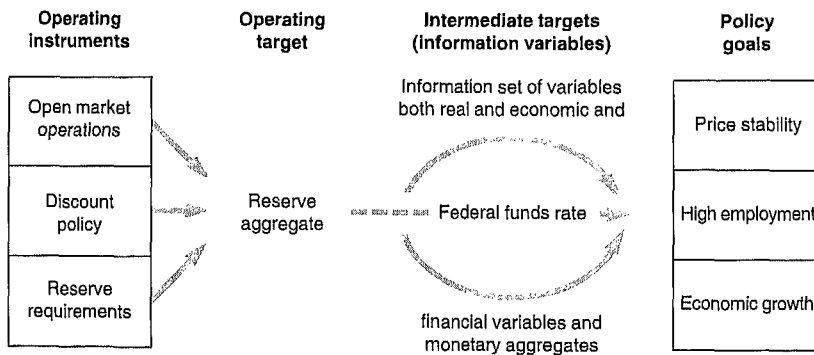 Operating
instruments
Operating
target
Intermediate targets
(information variables)
Policy
goals
Open market
operations
Discount
policy
Reserve
requirements
Reserve
aggregate
Information set of variables
both real and economic and
Federal funds rate
financial variables and
monetary aggregates
Price stability
High employment
Economic growth